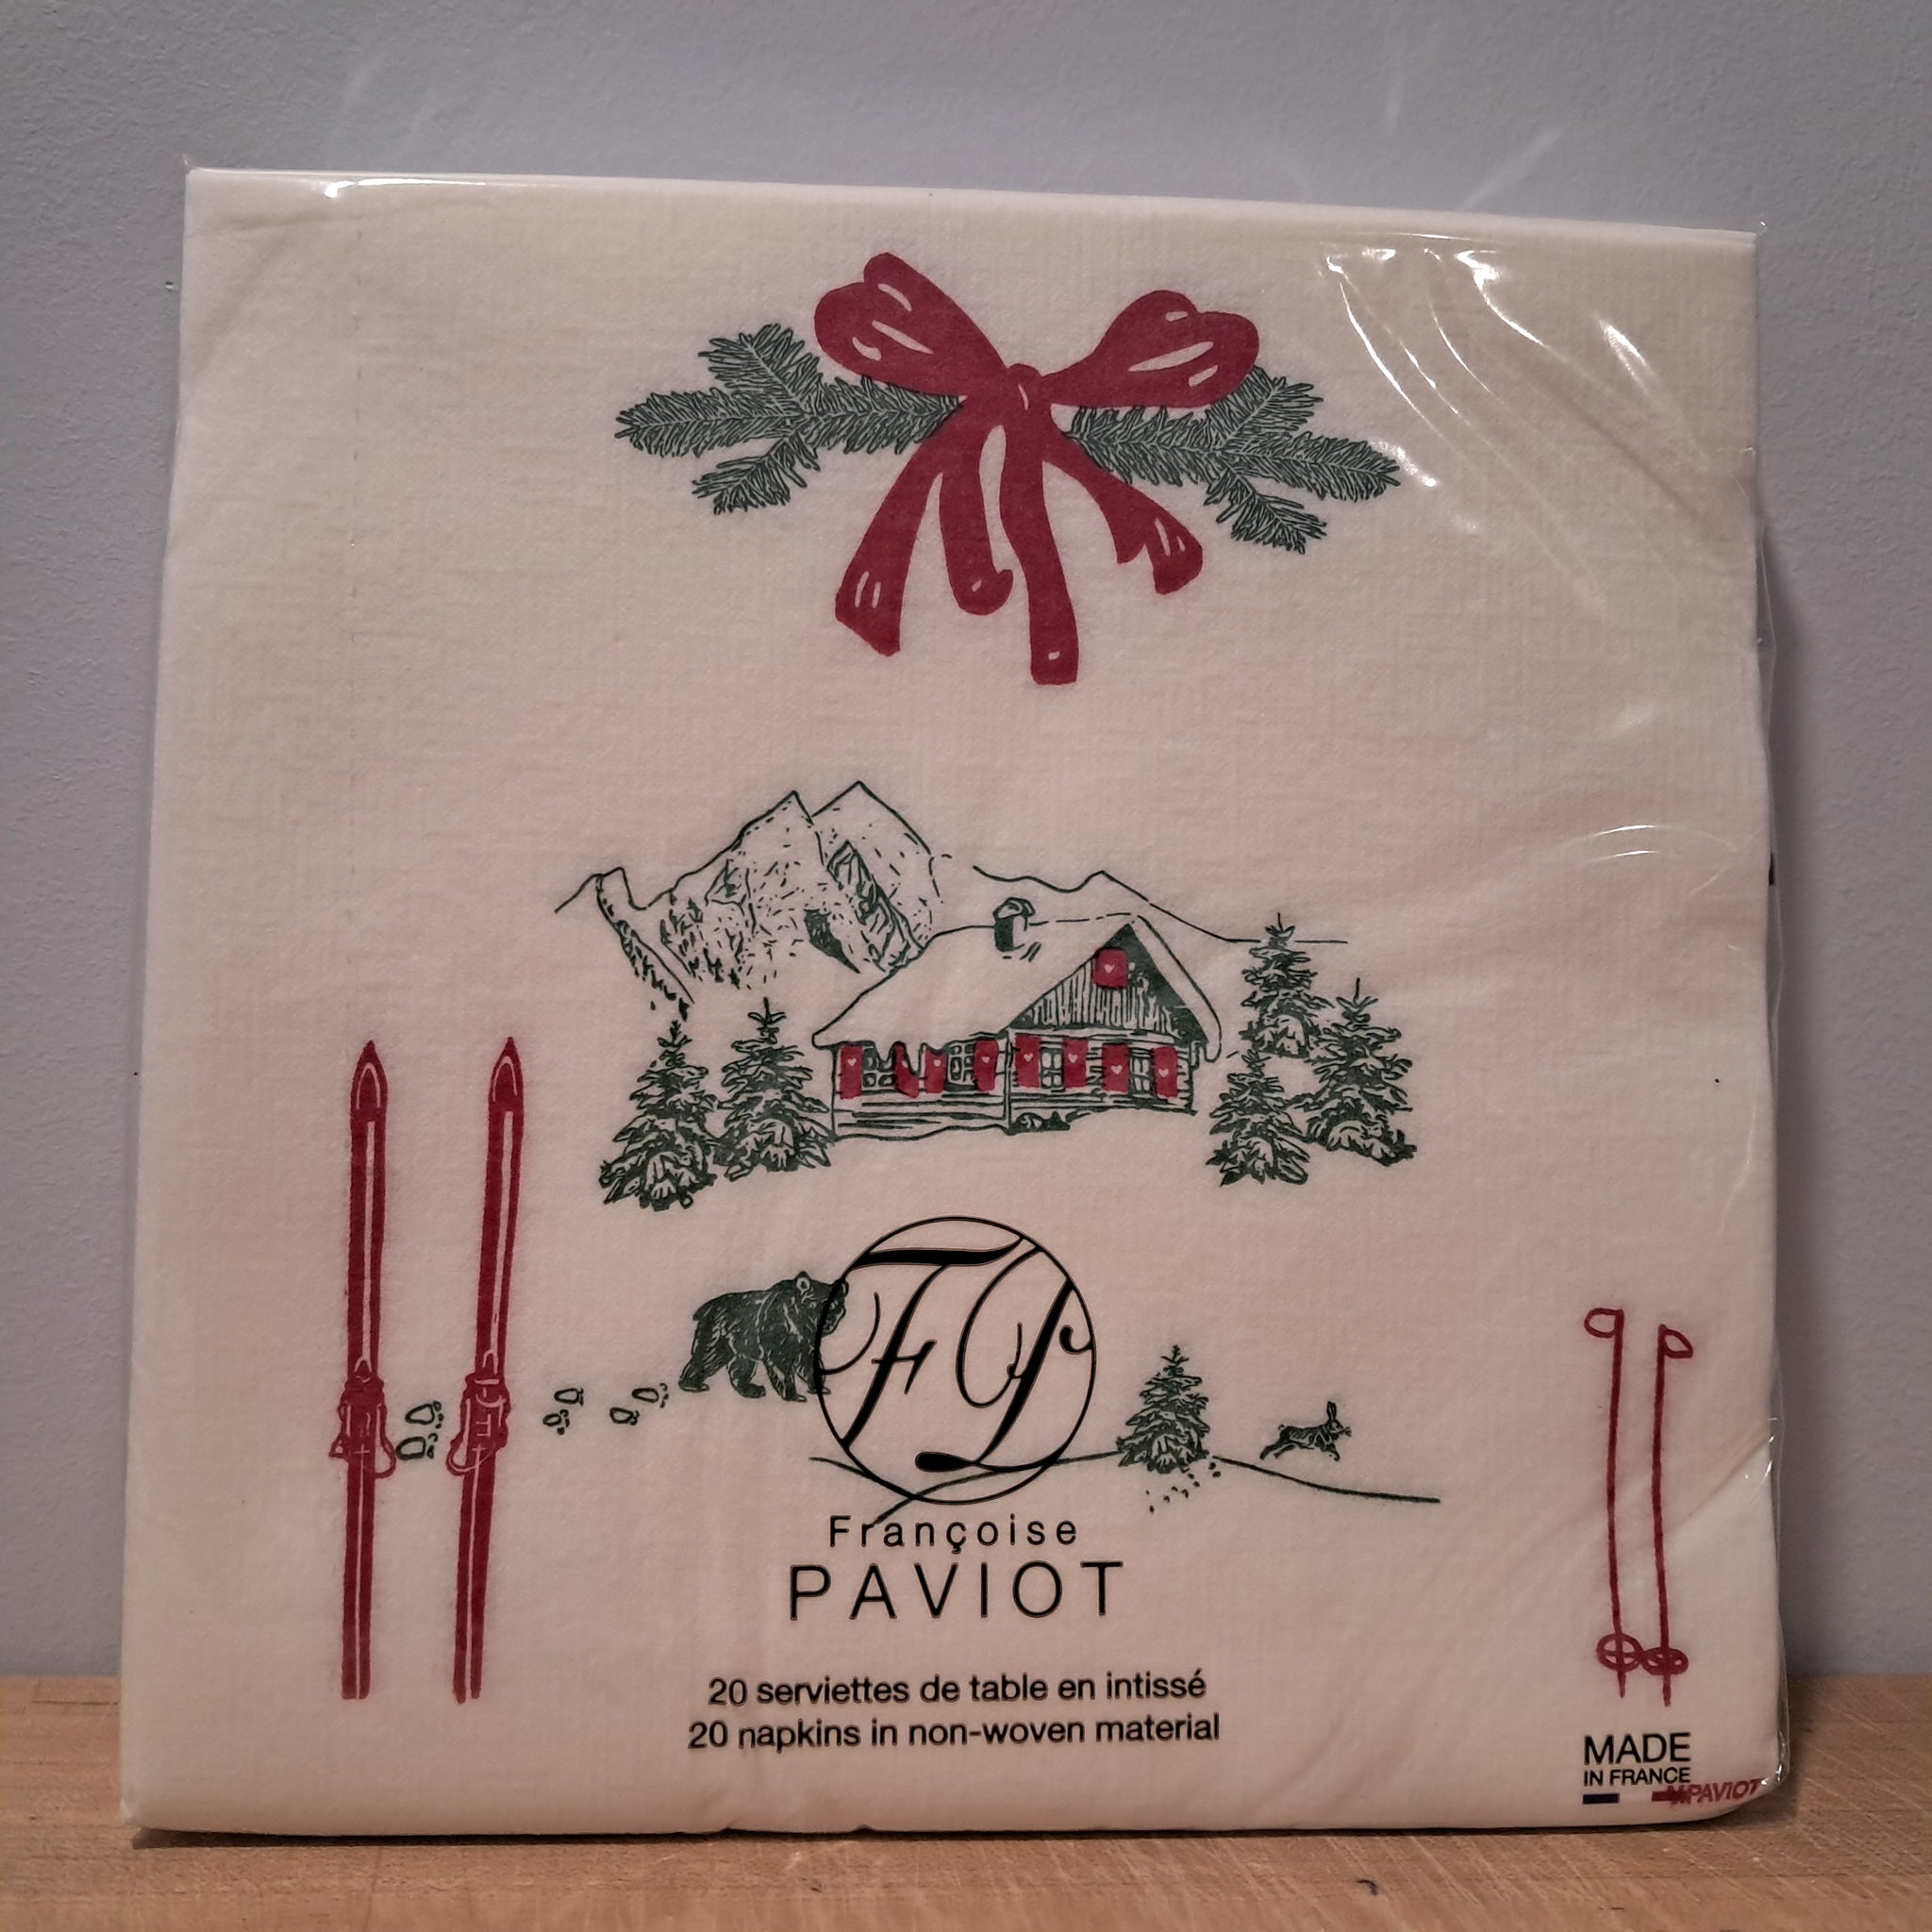 FP
Françoise
PAVIOT
20 serviettes de table en intissé
20 napkins in non-woven material
MADE
IN FRANCE
M.PAVIOT